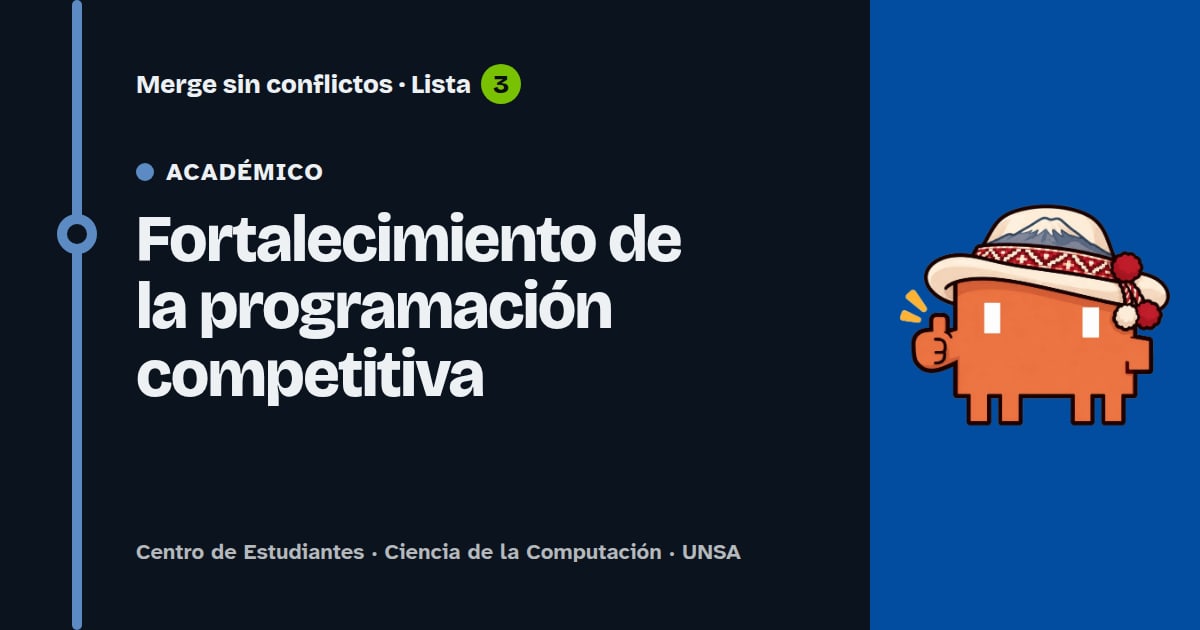 Merge sin conflictos · Lista 3
ACADÉMICO
Fortalecimiento de
la programación
competitiva
Centro de Estudiantes · Ciencia de la Computación · UNSA